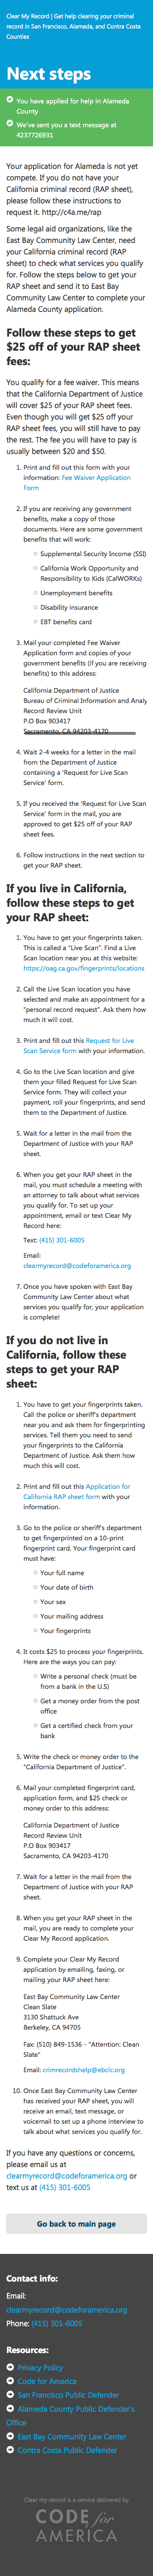 Clear My Record | Get help clearing your criminal
record in San Francisco, Alameda, and Contra Costa
Counties
Next steps
You have applied for help in Alameda
County
We've sent you a text message at
4237726931
Your application for Alameda is not yet
compete. If you do not have your
California criminal record (RAP sheet),
please follow these instructions to
request it. http://c4a.me/rap
Some legal aid organizations, like the
East Bay Community Law Center, need
your California criminal record (RAP
sheet) to check what services you qualify
for. Follow the steps below to get your
RAP sheet and send it to East Bay
Community Law Center to complete your
Alameda County application.
Follow these steps to get
$25 off of your RAP sheet
fees:
You qualify for a fee waiver. This means
that the California Department of Justice
will cover $25 of your RAP sheet fees.
Even though you will get $25 off your
RAP sheet fees, you will still have to pay
the rest. The fee you will have to pay is
usually between $20 and $50.
1. Print and fill out this form with your
information: Fee Waiver Application
Form
2. If you are receiving any government
benefits, make a copy of those
documents. Here are some government
benefits that will work:
Supplemental Security Income (SSI)
California Work Opportunity and
Responsibility to Kids (CalWORKs)
Unemployment benefits
Disability insurance
EBT benefits card
3. Mail your completed Fee Waiver
Application form and copies of your
government benefits (if you are receiving
benefits) to this address:
California Department of Justice
Bureau of Criminal Information and Analy
Record Review Unit
P.O Box 903417
Sacramento, CA 94203-4170
4. Wait 2-4 weeks for a letter in the mail
from the Department of Justice
containing a 'Request for Live Scan
Service' form.
5. If you received the 'Request for Live Scan
Service' form in the mail, you are
approved to get $25 off of your RAP
sheet fees.
6. Follow instructions in the next section to
get your RAP sheet.
If you live in California,
follow these steps to get
your RAP sheet:
1. You have to get your fingerprints taken.
This is called a "Live Scan". Find a Live
Scan location near you at this website:
https://oag.ca.gov/fingerprints/locations
2. Call the Live Scan location you have
selected and make an appointment for a
"personal record request". Ask them how
much it will cost.
3. Print and fill out this Request for Live
Scan Service form with your information.
4. Go to the Live Scan location and give
them your filled Request for Live Scan
Service form. They will collect your
payment, roll your fingerprints, and send
them to the Department of Justice.
5. Wait for a letter in the mail from the
Department of Justice with your RAP
sheet.
6. When you get your RAP sheet in the
mail, you must schedule a meeting with
an attorney to talk about what services
you qualify for. To set up your
appointment, email or text Clear My
Record here:
Text: (415) 301-6005
Email:
clearmyrecord@codeforamerica.org
7. Once you have spoken with East Bay
Community Law Center about what
services you qualify for, your application
is complete!
If you do not live in
California, follow these
steps to get your RAP
sheet:
1. You have to get your fingerprints taken.
Call the police or sheriff's department
near you and ask them for fingerprinting
services. Tell them you need to send
your fingerprints to the California
Department of Justice. Ask them how
much this will cost.
2. Print and fill out this Application for
California RAP sheet form with your
information.
3. Go to the police or sheriff's department
to get fingerprinted on a 10-print
fingerprint card. Your fingerprint card
must have:
Your full name
Your date of birth
Your sex
Your mailing address
Your fingerprints
4. It costs $25 to process your fingerprints.
Here are the ways you can pay:
Write a personal check (must be
from a bank in the U.S)
Get a money order from the post
office
Get a certified check from your
bank
5. Write the check or money order to the
"California Department of Justice".
6. Mail your completed fingerprint card,
application form, and $25 check or
money order to this address:
California Department of Justice
Record Review Unit
P.O Box 903417
Sacramento, CA 94203-4170
7. Wait for a letter in the mail from the
Department of Justice with your RAP
sheet.
8. When you get your RAP sheet in the
mail, you are ready to complete your
Clear My Record application.
9. Complete your Clear My Record
application by emailing, faxing, or
mailing your RAP sheet here:
East Bay Community Law Center
Clean Slate
3130 Shattuck Ave
Berkeley, CA 94705
Fax: (510) 849-1536 - "Attention: Clean
Slate"
Email: crimrecordshelp@ebclc.org
10. Once East Bay Community Law Center
has received your RAP sheet, you will
receive an email, text message, or
voicemail to set up a phone interview to
talk about what services you qualify for.
If you have any questions or concerns,
please email us at
clearmyrecord@codeforamerica.org or
text us at (415) 301-6005
Go back to main page
Contact info:
Email:
clearmyrecord@codeforamerica.org
Phone: (415) 301-6005
Resources:
Privacy Policy
Code for America
San Francisco Public Defender
Alameda County Public Defender's
Office
East Bay Community Law Center
Contra Costa Public Defender
Clear my record is a service delivered by
CODE for
AMERICA